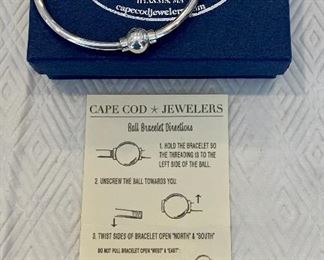 HYANNIS, MA
capecodjewelers.com
CAPE COD ★ JEWELERS
Ball Bracelet Directions
1. HOLD THE BRACELET SO
THE THREADING IS TO THE
LEFT SIDE OF THE BALL.
2. UNSCREW THE BALL TOWARDS YOU.
3. TWIST SIDES OF BRACELET OPEN "NORTH" & "SOUTH"
DO NOT PULL BRACELET OPEN "WEST" & "EAST":